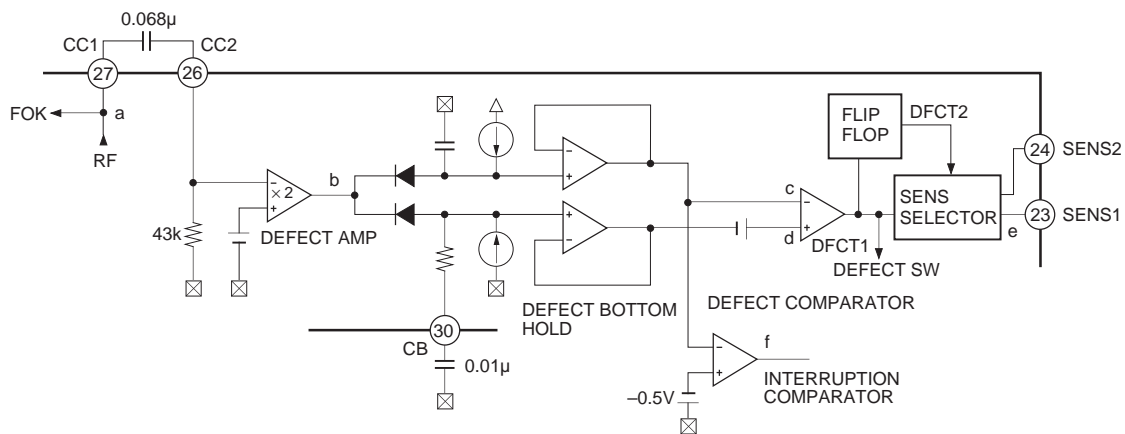 0.068µ
CC1
CC2
27
26
FOK
a
RF
FLIP
FLOP
DFCT2
24
SENS2
b
–
× 2
+
–
+
+
–
c
–
d
+
SENS
SELECTOR
23
SENS1
e
43k
DEFECT AMP
DFCT1
DEFECT SW
DEFECT BOTTOM
HOLD
DEFECT COMPARATOR
30
CB
0.01µ
–
+
f
–0.5V
INTERRUPTION
COMPARATOR